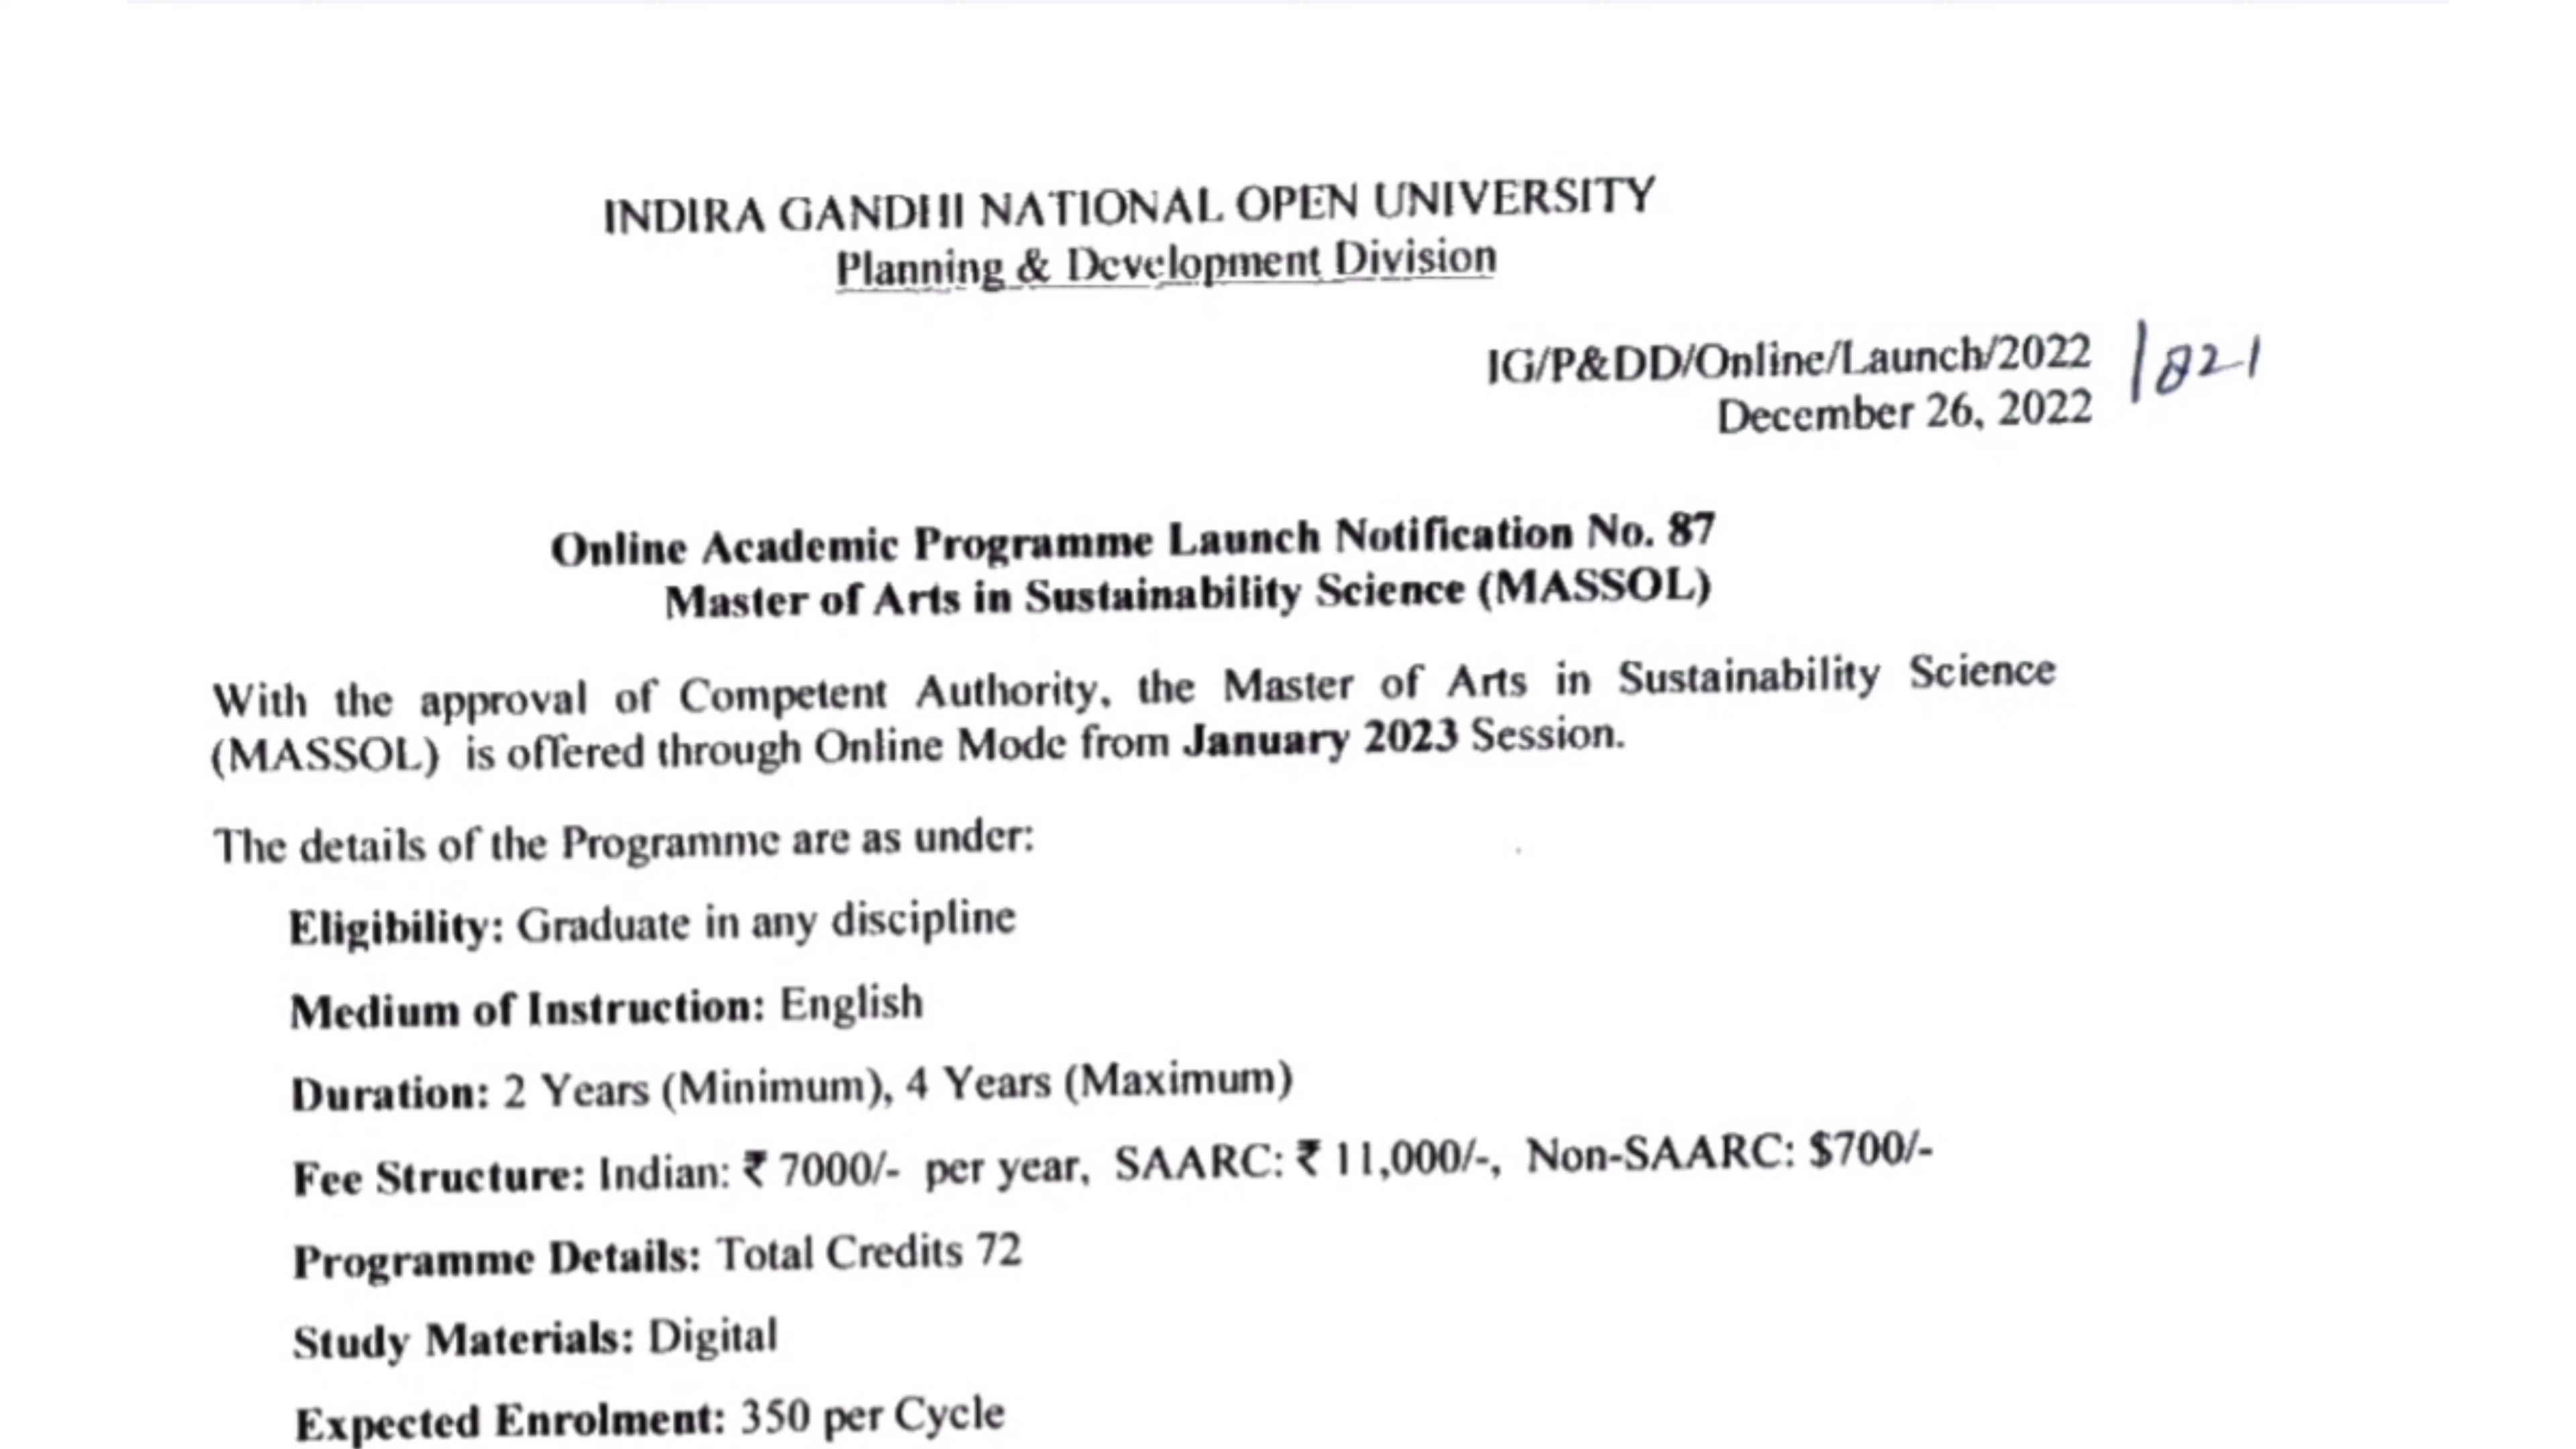 INDIRA GANDHI NATIONAL OPEN UNIVERSITY
Planning & Development Division
IG/P&DD/Online/Launch/2022 /821
December 26, 2022
Online Academic Programme Launch Notification No. 87
Master of Arts in Sustainability Science (MASSOL)
With the approval of Competent Authority, the Master of Arts in Sustainability Science
(MASSOL) is offered through Online Mode from January 2023 Session.
The details of the Programme are as under:
Eligibility: Graduate in any discipline
Medium of Instruction: English
Duration: 2 Years (Minimum), 4 Years (Maximum)
Fee Structure: Indian: ₹ 7000/- per year, SAARC: ₹ 11,000/-, Non-SAARC: $700/-
Programme Details: Total Credits 72
Study Materials: Digital
Expected Enrolment: 350 per Cycle